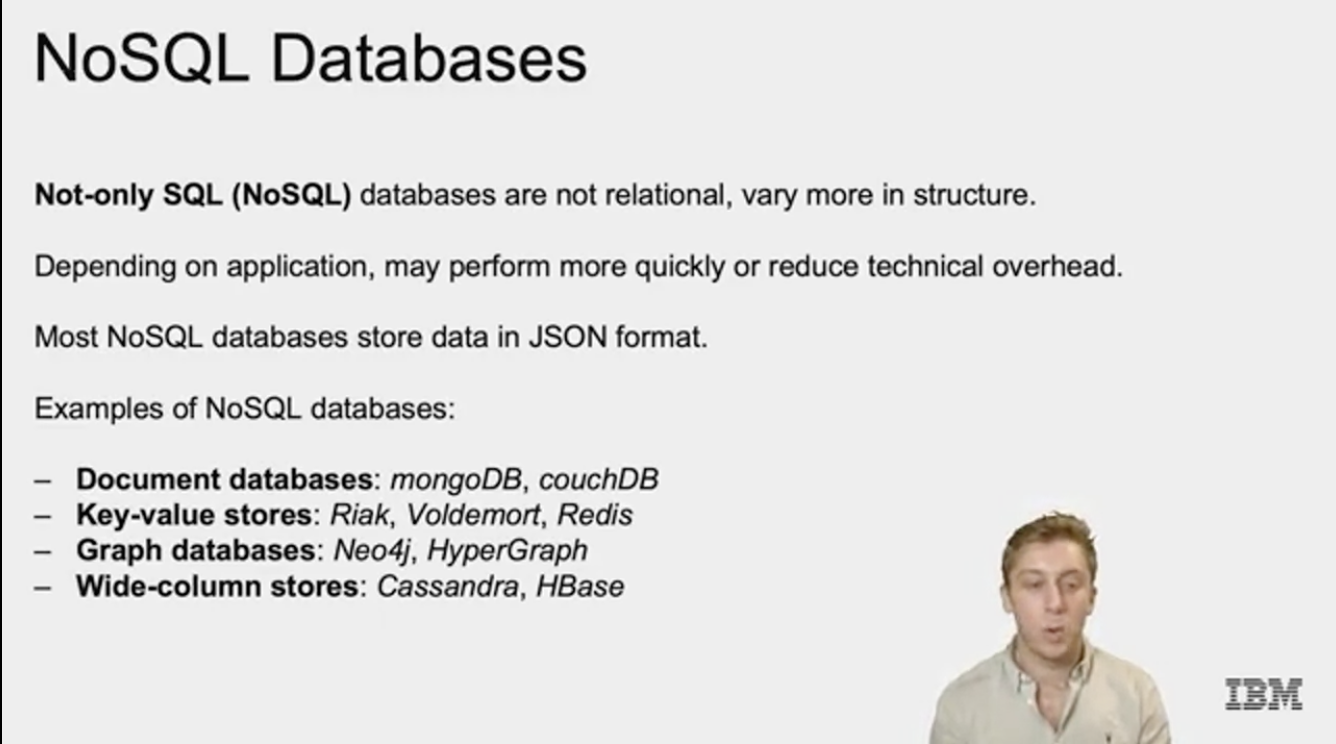 NoSQL Databases
Not-only SQL (NoSQL) databases are not relational, vary more in structure.
Depending on application, may perform more quickly or reduce technical overhead.
Most NoSQL databases store data in JSON format.
Examples of NoSQL databases:
– Document databases: mongoDB, couchDB
– Key-value stores: Riak, Voldemort, Redis
– Graph databases: Neo4j, HyperGraph
– Wide-column stores: Cassandra, HBase
IBM